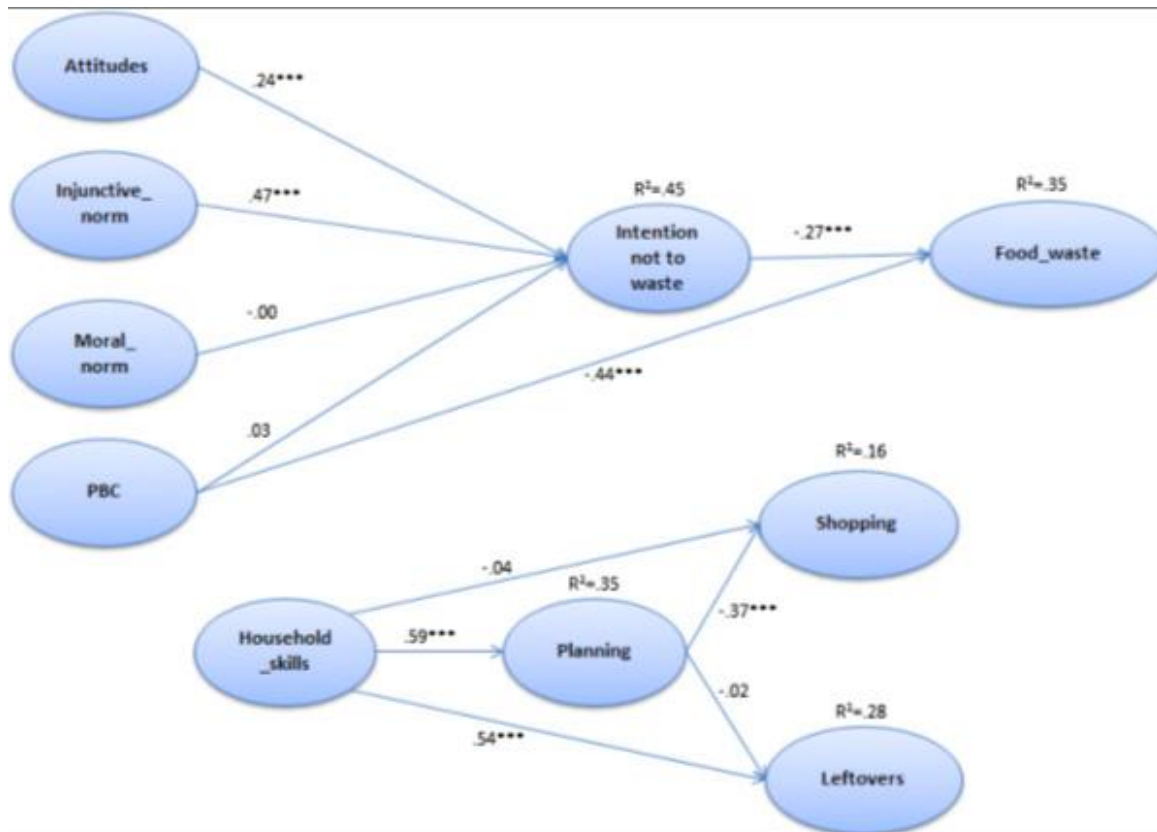 Attitudes
.24***
Injunctive_
norm
.47***
R²=.45
R²=.35
Intention
not to
waste
-.27***
Food_waste
-.00
Moral_
norm
-.44***
.03
PBC
R²=.16
Shopping
-.04
R²=.35
-.37***
Household
_skills
.59***
Planning
-.02
R²=.28
.54***
Leftovers